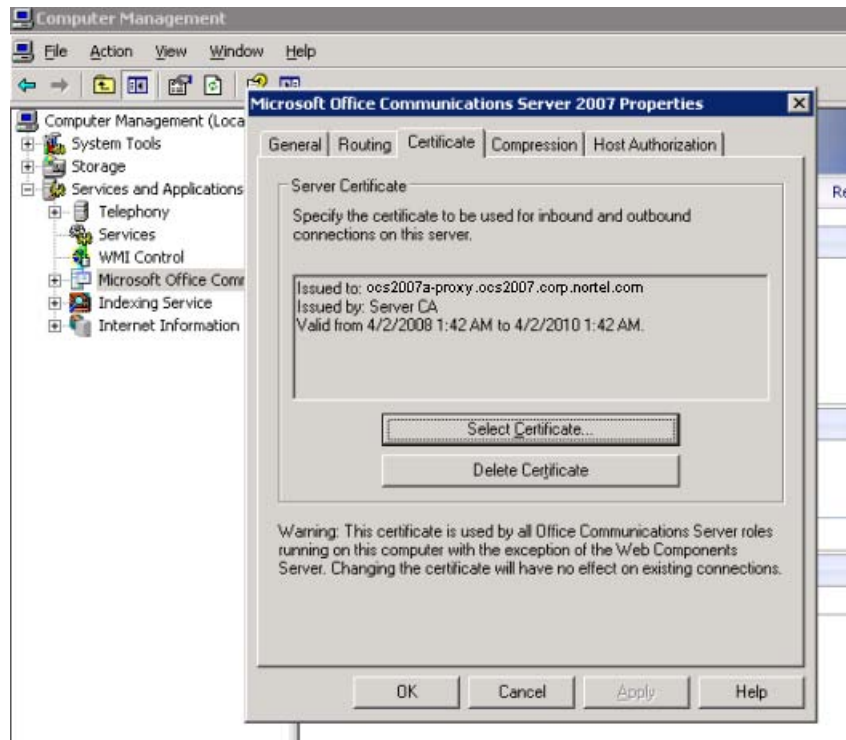 Computer Management
File Action View Window Help
Microsoft Office Communications Server 2007 Properties
Computer Management (Loca
System Tools
Storage
Services and Applications
Telephony
Services
WMI Control
Microsoft Office Comm
Indexing Service
Internet Information
General Routing Certificate Compression Host Authorization
Re
Server Certificate
Specify the certificate to be used for inbound and outbound
connections on this server.
Issued to: ocs2007a-proxy.ocs2007.corp.nortel.com
Issued by: Server CA
Valid from 4/2/2008 1:42 AM to 4/2/2010 1:42 AM.
Select Certificate...
Delete Certificate
Warning: This certificate is used by all Office Communications Server roles
running on this computer with the exception of the Web Components
Server. Changing the certificate will have no effect on existing connections.
OK Cancel Apply Help